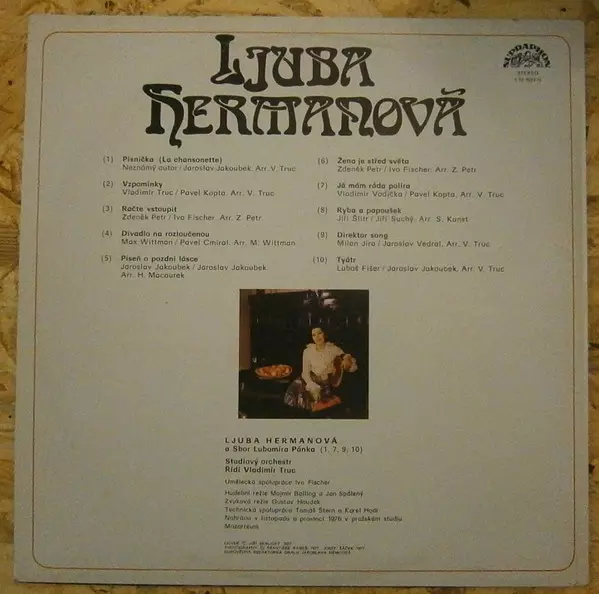 LJUBA
HERMANOVÁ
SUPRAPHON
STEREO
(1) Písnička (La chansonette)
Neznámý autor/Jaroslav Jakoubek. Arr. V. Truc
(2) Vzpomínky
Vladimír Truc/Pavel Kopta. Arr. V. Truc
(3) Račte vstoupit
Zdeněk Petr/Ivo Fischer. Arr. Z. Petr
(4) Divadlo na rozloučenou
Max Wittman/Pavel Cmíral. Arr. M. Wittman
(5) Píseň o pozdní lásce
Jaroslav Jakoubek/Jaroslav Jakoubek.
Arr. H. Macourek
(6) Žena je střed světa
Zdeněk Petr/Ivo Fischer. Arr. Z. Petr
(7) Já mám ráda políra
Vladimír Vodička/Pavel Kopta. Arr. V. Truc
(8) Ryba a papoušek
Jiří Šlitr/Jiří Suchý. Arr. S. Kunst
(9) Direktor song
Milan Jíra/Jaroslav Vedral. Arr. V. Truc
(10) Tyátr
Luboš Fišer/Jaroslav Jakoubek. Arr. V. Truc
LJUBA HERMANOVÁ
a Sbor Lubomíra Pánka (1, 7, 9, 10)
Studiový orchestr
Řídí Vladimír Truc
Umělecká spolupráce Ivo Fischer
Hudební režie Mojmír Balling a Jan Spálený
Zvuková režie Gustav Houdek
Technická spolupráce Tomáš Štern a Karel
Nahráno v listopadu a prosinci 1976 v pražském studiu
Mozarteum